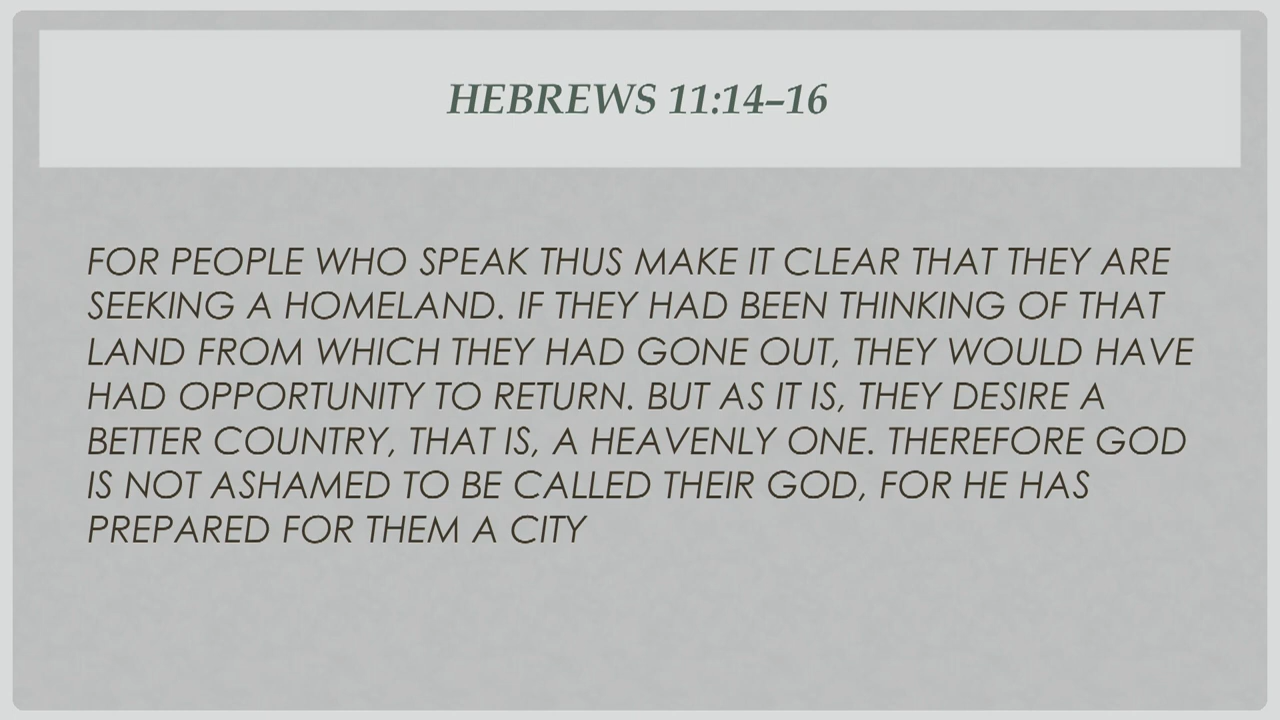 HEBREWS 11:14–16
FOR PEOPLE WHO SPEAK THUS MAKE IT CLEAR THAT THEY ARE
SEEKING A HOMELAND. IF THEY HAD BEEN THINKING OF THAT
LAND FROM WHICH THEY HAD GONE OUT, THEY WOULD HAVE
HAD OPPORTUNITY TO RETURN. BUT AS IT IS, THEY DESIRE A
BETTER COUNTRY, THAT IS, A HEAVENLY ONE. THEREFORE GOD
IS NOT ASHAMED TO BE CALLED THEIR GOD, FOR HE HAS
PREPARED FOR THEM A CITY